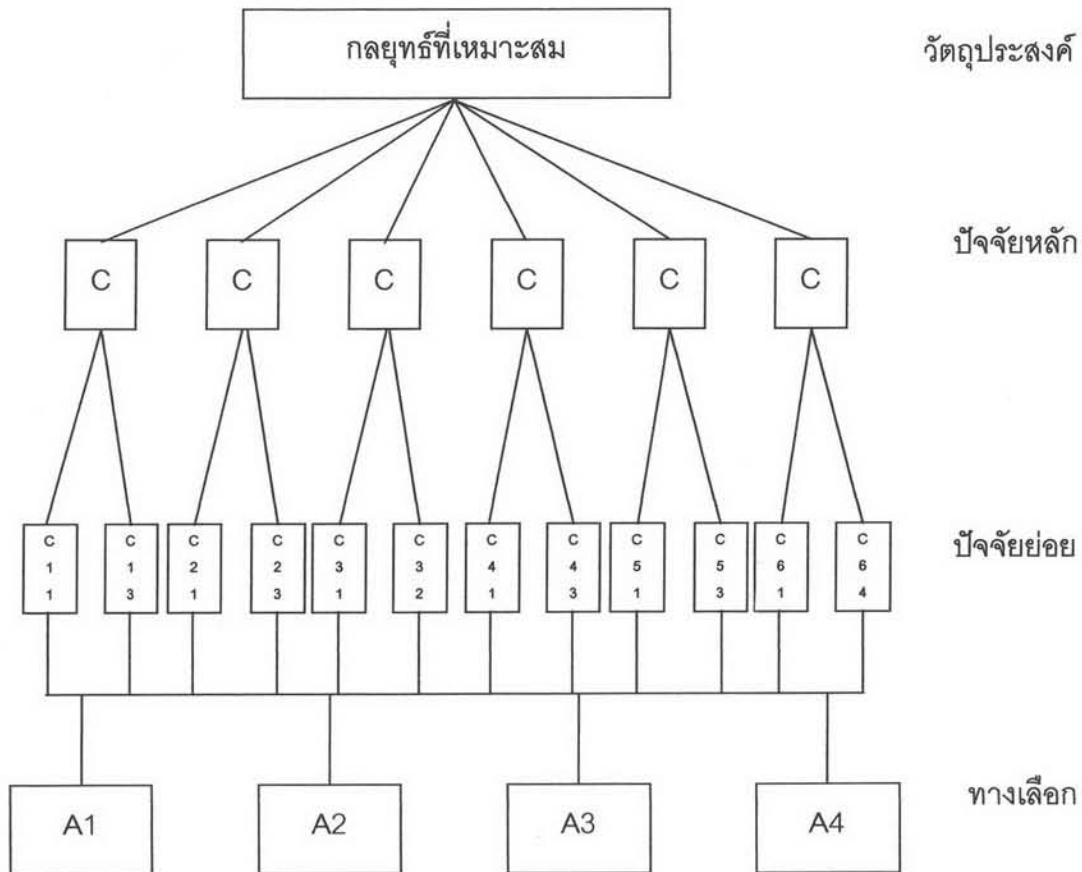 กลยุทธ์ที่เหมาะสม
วัตถุประสงค์
C C C C C C
ปัจจัยหลัก
C11 C13 C21 C23 C31 C32 C41 C43 C51 C53 C61 C64
ปัจจัยย่อย
A1 A2 A3 A4
ทางเลือก